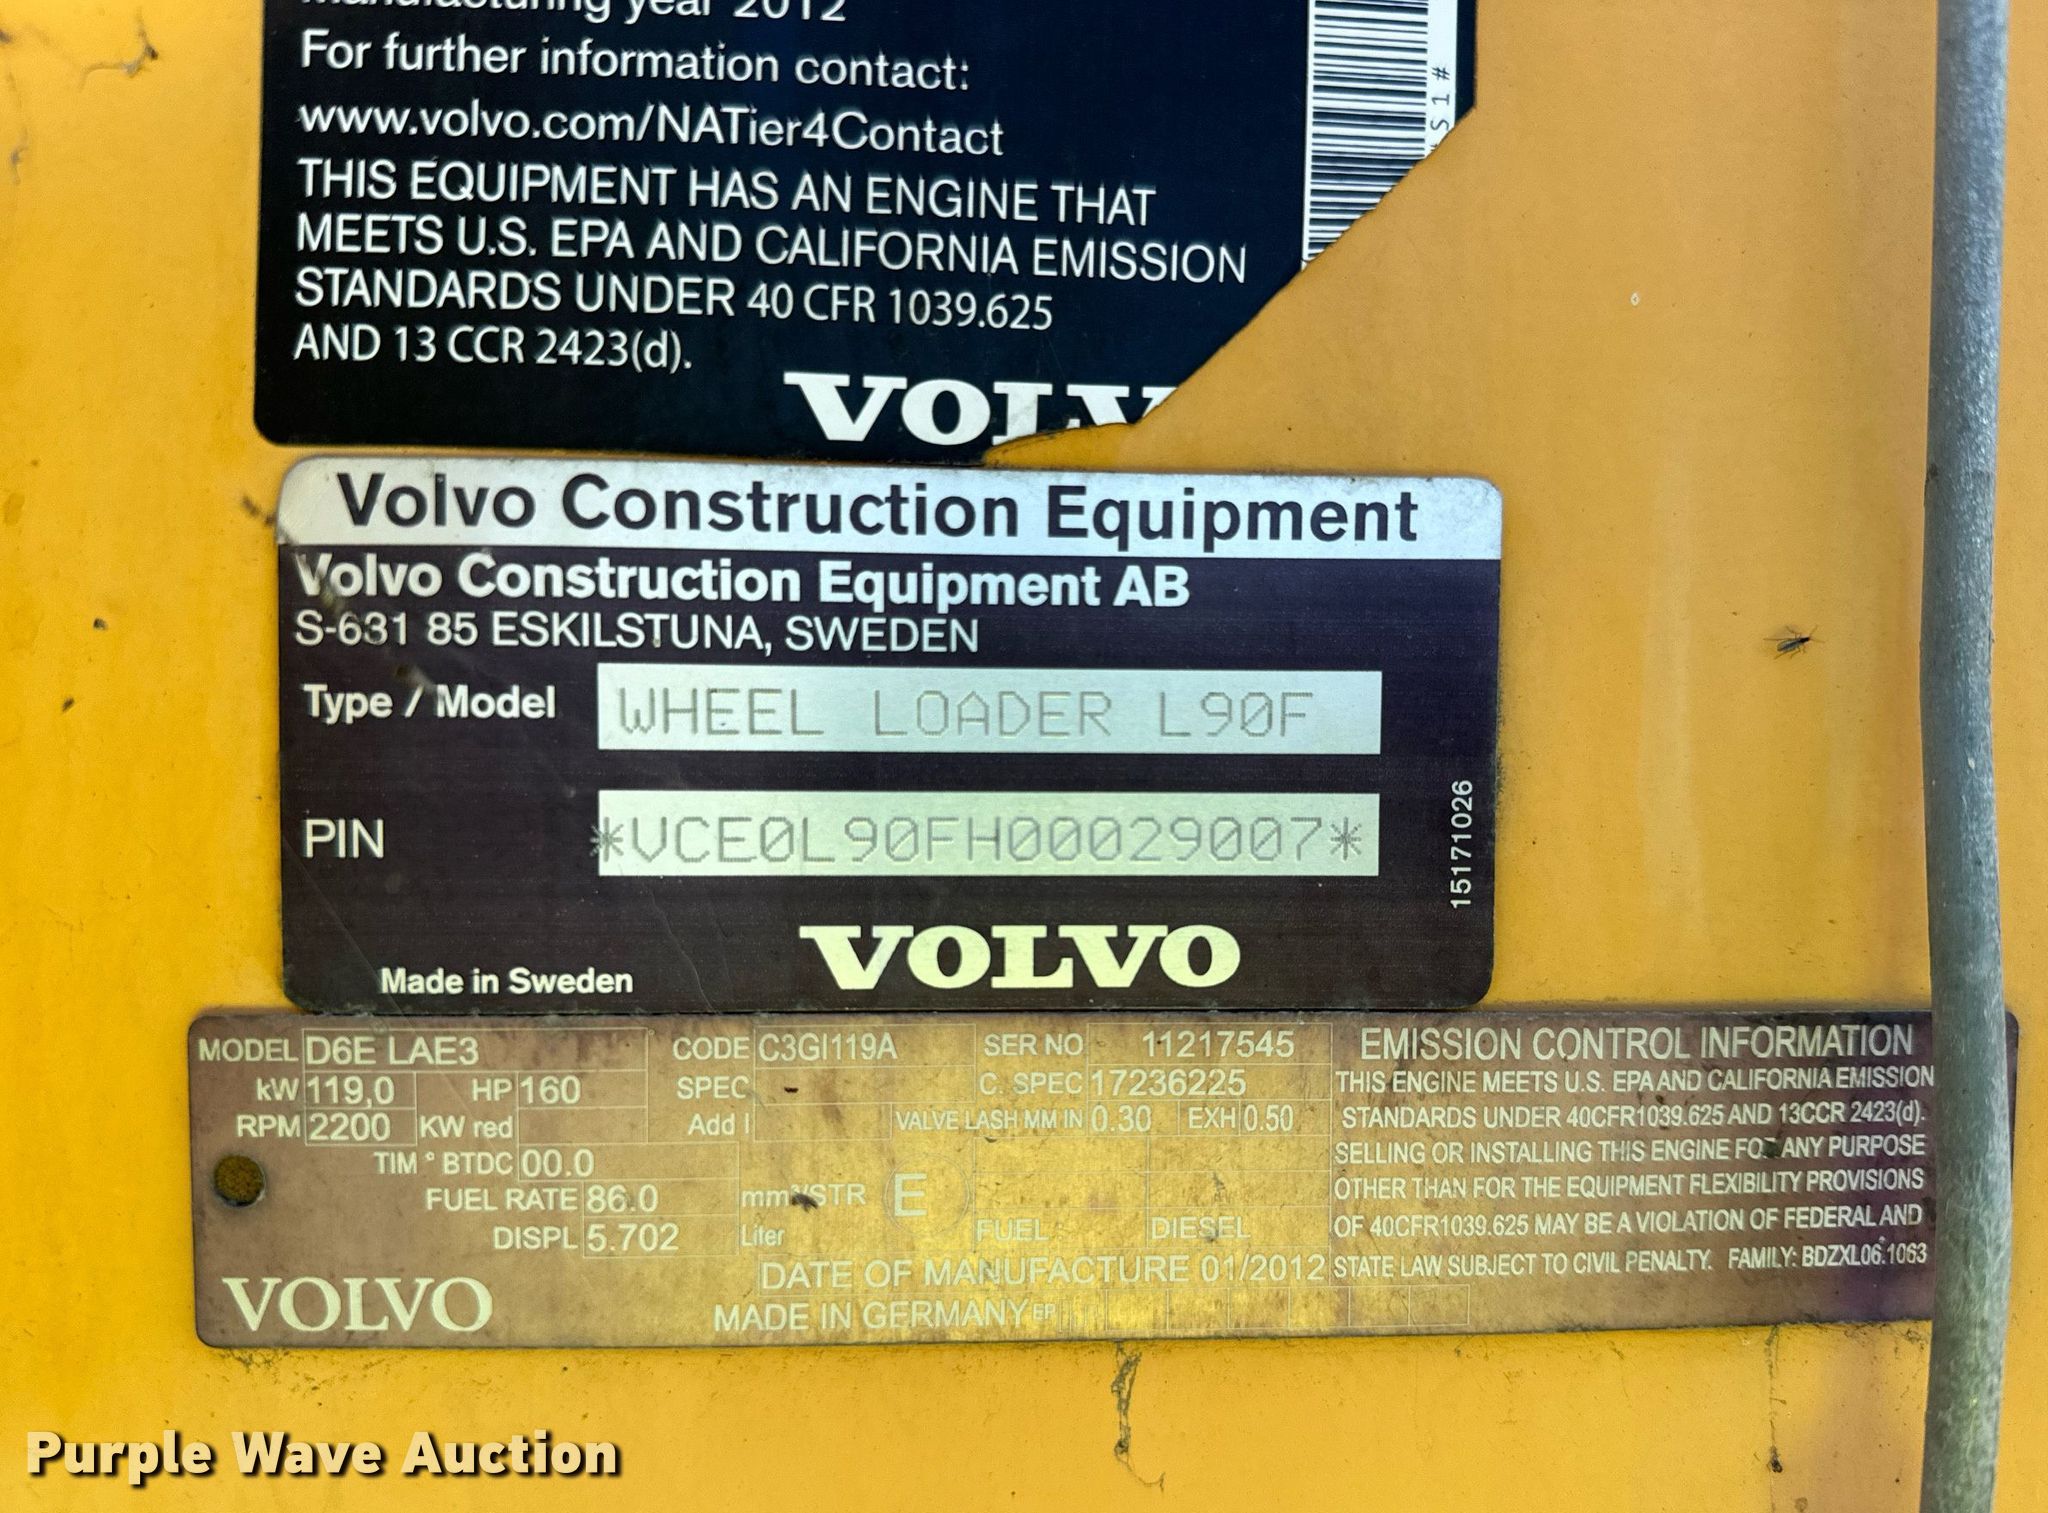 Manufacturing year 2012
For further information contact:
www.volvo.com/NATier4Contact
THIS EQUIPMENT HAS AN ENGINE THAT
MEETS U.S. EPA AND CALIFORNIA EMISSION
STANDARDS UNDER 40 CFR 1039.625
AND 13 CCR 2423(d).
S1#
VOLV
Volvo Construction Equipment
Volvo Construction Equipment AB
S-631 85 ESKILSTUNA, SWEDEN
Type / Model WHEEL LOADER L90F
PIN *VCE0L90FH00029007*
15171026
Made in Sweden VOLVO
MODEL D6E LAE3 CODE C3GI119A SER NO 11217545
kW 119,0 HP 160 SPEC - C. SPEC 17236225
RPM 2200 KW red Add I VALVE LASH MM IN 0.30 EXH 0.50
TIM ° BTDC 00.0
FUEL RATE 86.0 mm³/STR E
DISPL 5.702 Liter FUEL DIESEL
DATE OF MANUFACTURE 01/2012
VOLVO MADE IN GERMANY EP
EMISSION CONTROL INFORMATION
THIS ENGINE MEETS U.S. EPA AND CALIFORNIA EMISSION
STANDARDS UNDER 40CFR1039.625 AND 13CCR 2423(d).
SELLING OR INSTALLING THIS ENGINE FOR ANY PURPOSE
OTHER THAN FOR THE EQUIPMENT FLEXIBILITY PROVISIONS
OF 40CFR1039.625 MAY BE A VIOLATION OF FEDERAL AND
STATE LAW SUBJECT TO CIVIL PENALTY. FAMILY: BDZXL06.1063
Purple Wave Auction